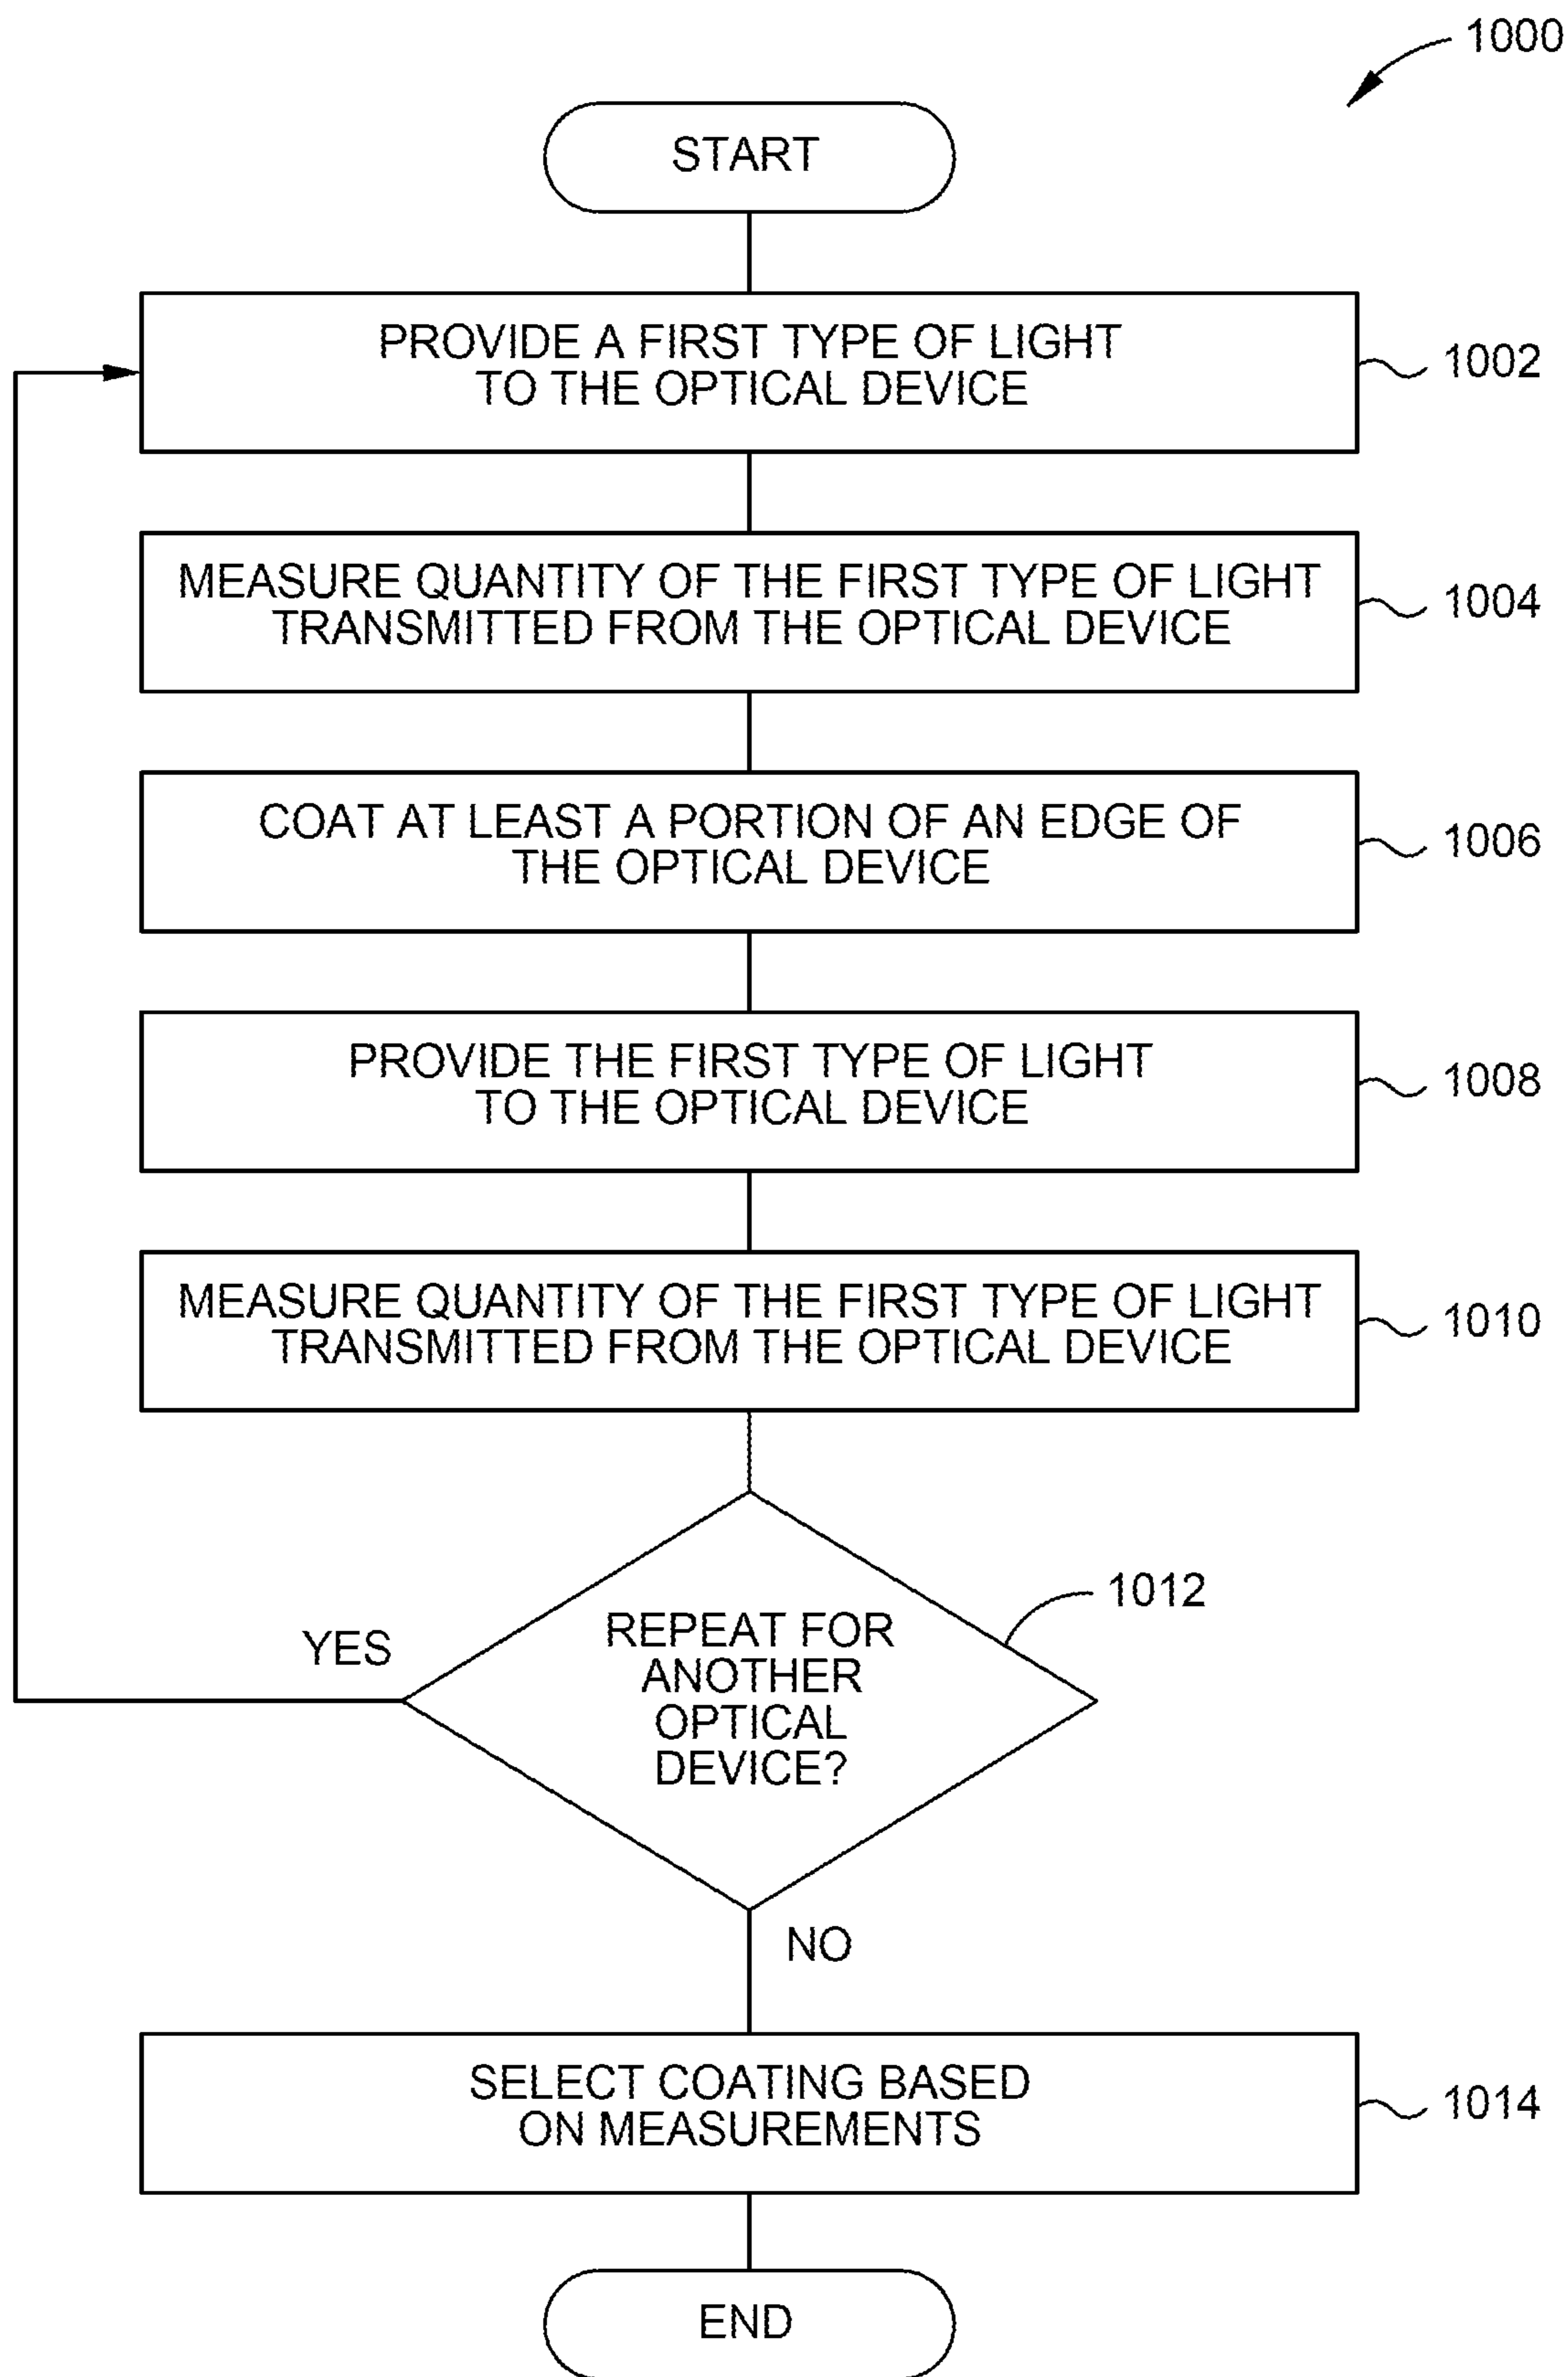 1000
START
PROVIDE A FIRST TYPE OF LIGHT
TO THE OPTICAL DEVICE
1002
MEASURE QUANTITY OF THE FIRST TYPE OF LIGHT
TRANSMITTED FROM THE OPTICAL DEVICE
1004
COAT AT LEAST A PORTION OF AN EDGE OF
THE OPTICAL DEVICE
1006
PROVIDE THE FIRST TYPE OF LIGHT
TO THE OPTICAL DEVICE
1008
MEASURE QUANTITY OF THE FIRST TYPE OF LIGHT
TRANSMITTED FROM THE OPTICAL DEVICE
1010
1012
YES
REPEAT FOR
ANOTHER
OPTICAL
DEVICE?
NO
SELECT COATING BASED
ON MEASUREMENTS
1014
END